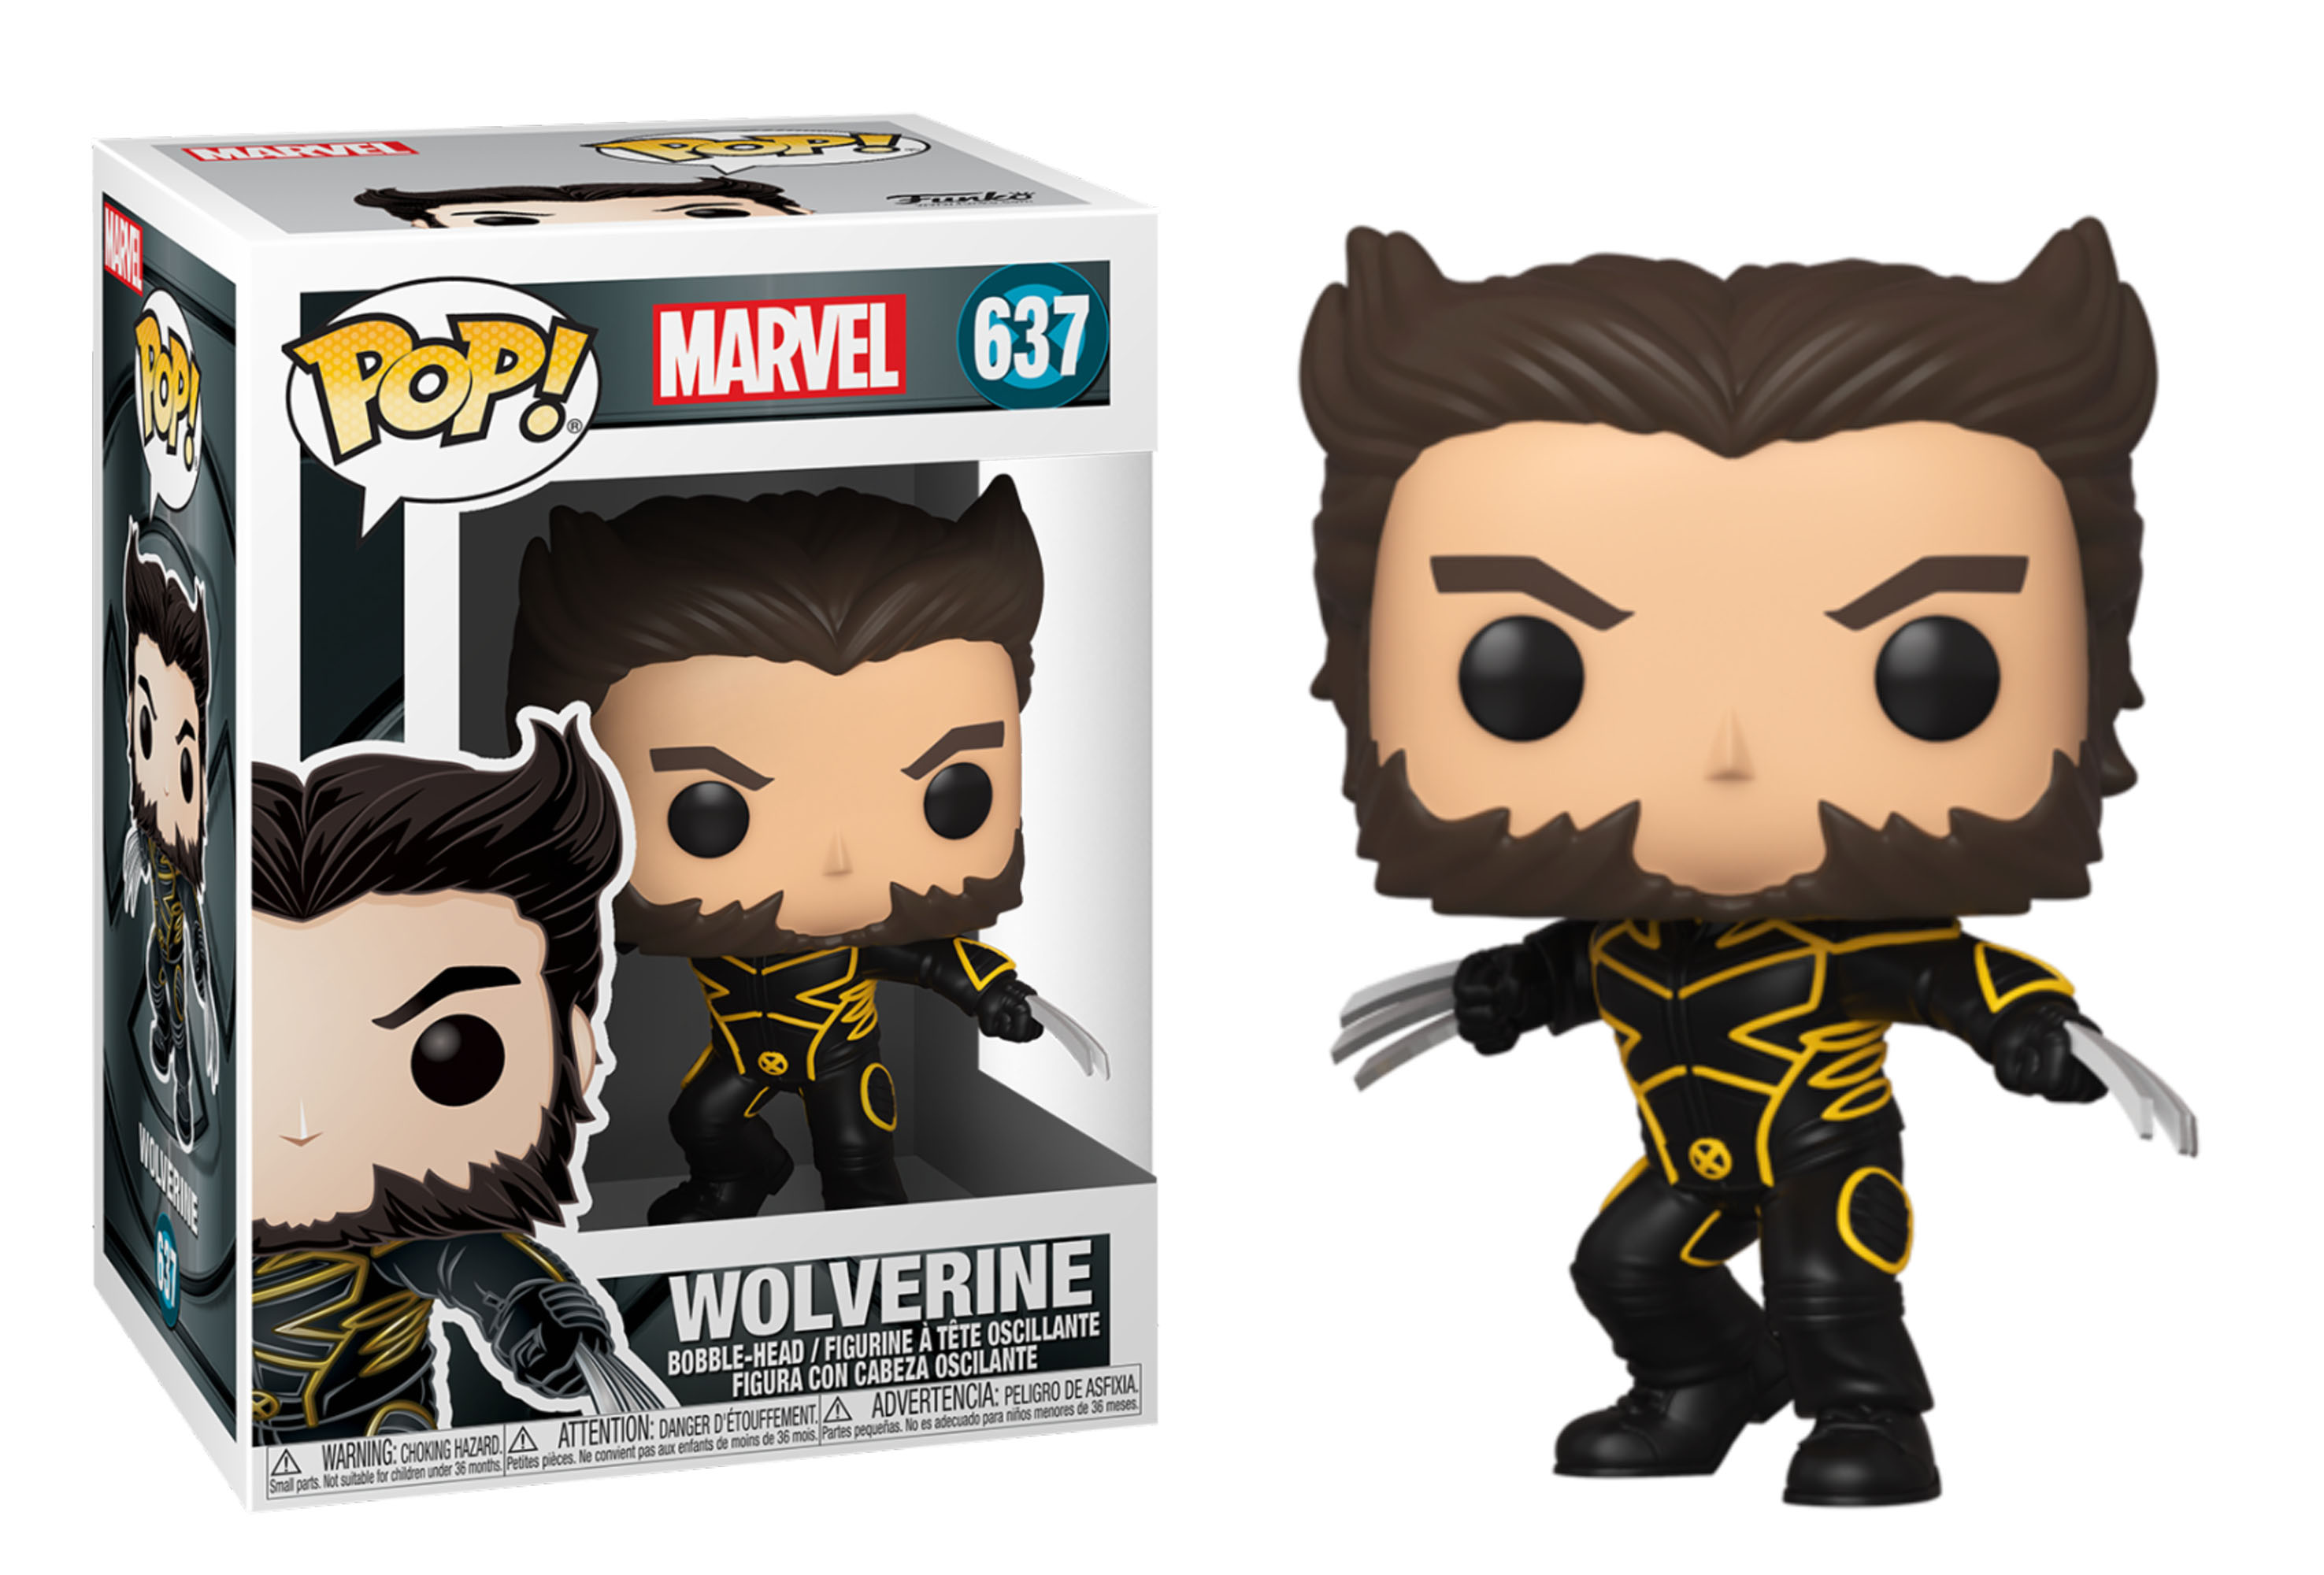 MARVEL
POP!
Funko
MARVEL
POP!
WOLVERINE
637
POP!®
MARVEL
637
WOLVERINE
BOBBLE-HEAD / FIGURINE À TÊTE OSCILLANTE
FIGURA CON CABEZA OSCILANTE
WARNING: CHOKING HAZARD.
Small parts. Not suitable for children under 36 months.
ATTENTION: DANGER D'ÉTOUFFEMENT.
Petites pièces. Ne convient pas aux enfants de moins de 36 mois.
ADVERTENCIA: PELIGRO DE ASFIXIA.
Partes pequeñas. No es adecuado para niños menores de 36 meses.